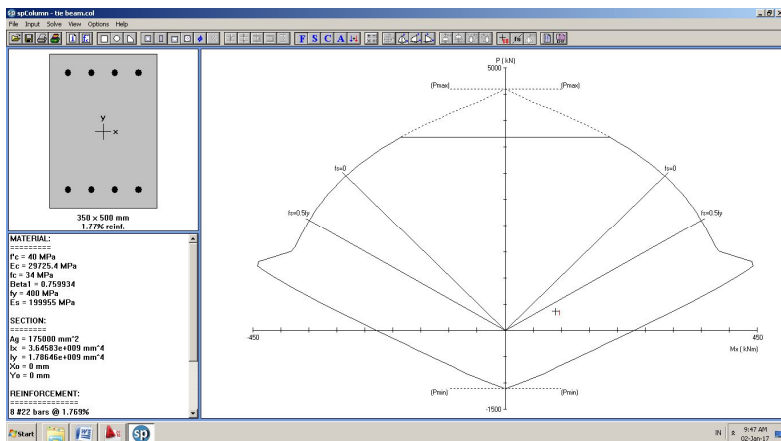 spColumn - tie beam.col
File Input Solve View Options Help
F S C A
350 x 500 mm
1.77% reinf.
y
x
MATERIAL:
=========
f'c = 40 MPa
Ec = 29725.4 MPa
fc = 34 MPa
Beta1 = 0.759934
fy = 400 MPa
Es = 199955 MPa
SECTION:
========
Ag = 175000 mm^2
Ix = 3.64583e+009 mm^4
Iy = 1.78646e+009 mm^4
Xo = 0 mm
Yo = 0 mm
REINFORCEMENT:
===============
8 #22 bars @ 1.769%
P ( kN)
5000
(Pmax)
(Pmax)
fs=0
fs=0
fs=0.5fy
fs=0.5fy
1
-450
450
Mx ( kNm)
(Pmin)
(Pmin)
-1500
Start
sp
IN
9:47 AM
02-Jan-17